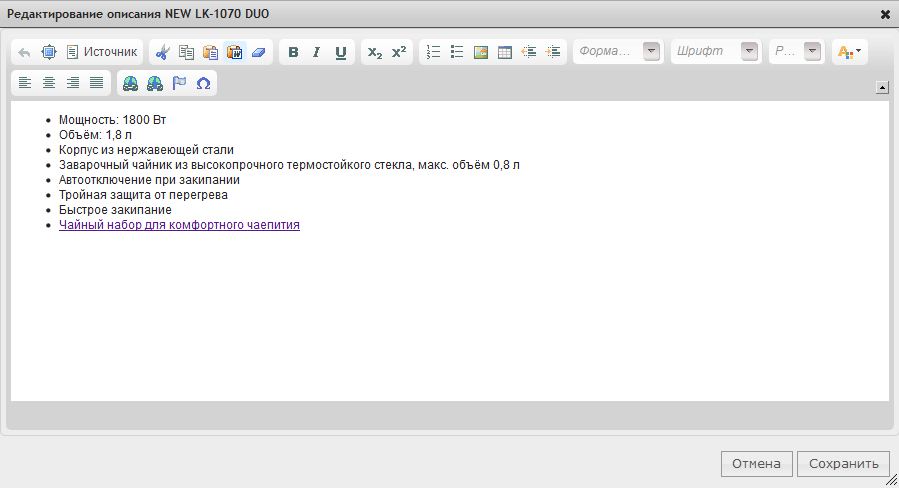 Редактирование описания NEW LK-1070 DUO
Источник
B I U x₂ x² Форма... Шрифт Р... A
Мощность: 1800 Вт
Объём: 1,8 л
Корпус из нержавеющей стали
Заварочный чайник из высокопрочного термостойкого стекла, макс. объём 0,8 л
Автоотключение при закипании
Тройная защита от перегрева
Быстрое закипание
Чайный набор для комфортного чаепития
Отмена Сохранить